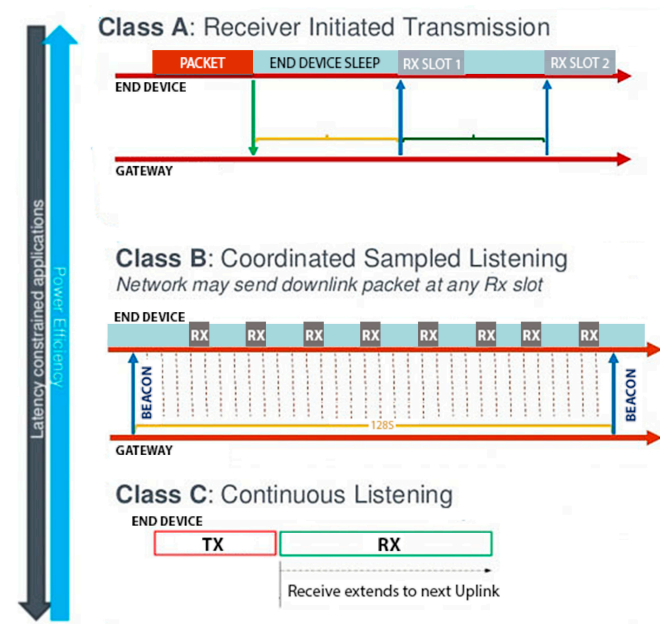 Class A: Receiver Initiated Transmission
PACKET
END DEVICE SLEEP
RX SLOT 1
RX SLOT 2
END DEVICE
GATEWAY
Latency constrained applications
Power Efficiency
Class B: Coordinated Sampled Listening
Network may send downlink packet at any Rx slot
END DEVICE
RX RX RX RX RX RX RX RX
BEACON
BEACON
128S
GATEWAY
Class C: Continuous Listening
END DEVICE
TX
RX
Receive extends to next Uplink